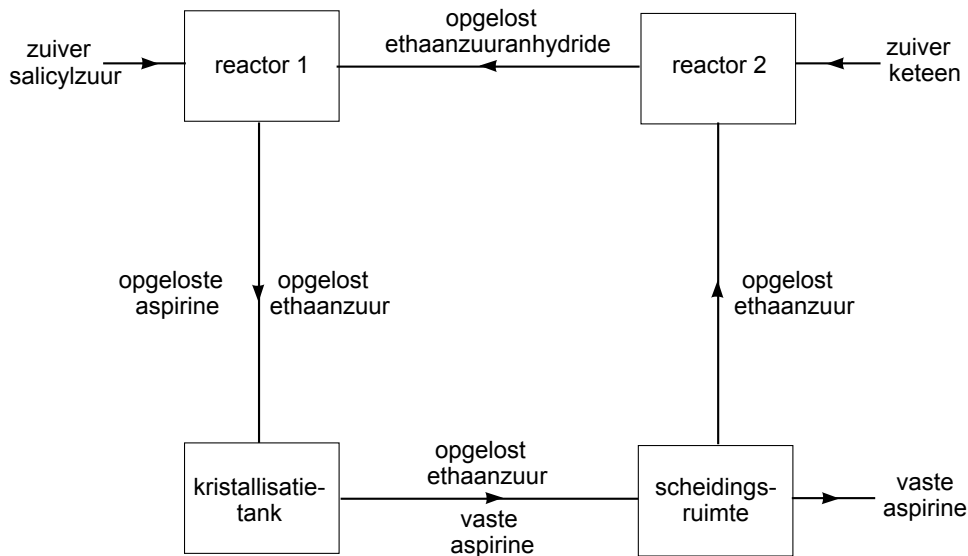 zuiver
salicylzuur
reactor 1
opgelost
ethaanzuuranhydride
reactor 2
zuiver
keteen
opgeloste
aspirine
opgelost
ethaanzuur
opgelost
ethaanzuur
kristallisatie-
tank
opgelost
ethaanzuur
vaste
aspirine
scheidings-
ruimte
vaste
aspirine